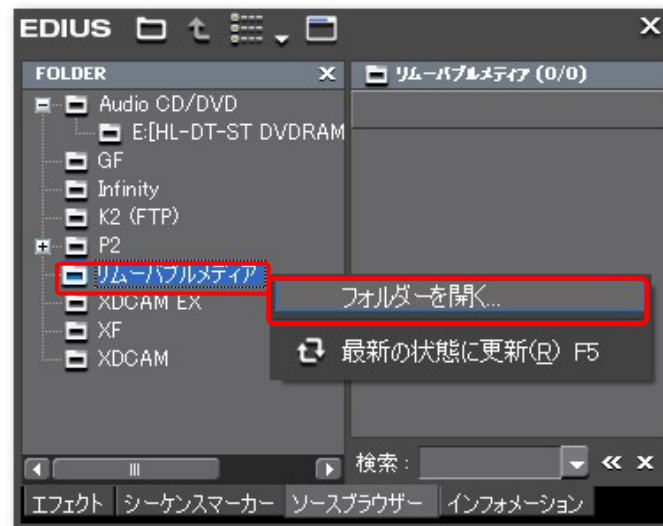 EDIUS
FOLDER
リムーバブルメディア (0/0)
Audio CD/DVD
E:[HL-DT-ST DVDRAM
GF
Infinity
K2 (FTP)
P2
リムーバブルメディア
XDCAM EX
XF
XDCAM
フォルダーを開く...
最新の状態に更新(R) F5
検索:
エフェクト シーケンスマーカー ソースブラウザー インフォメーション